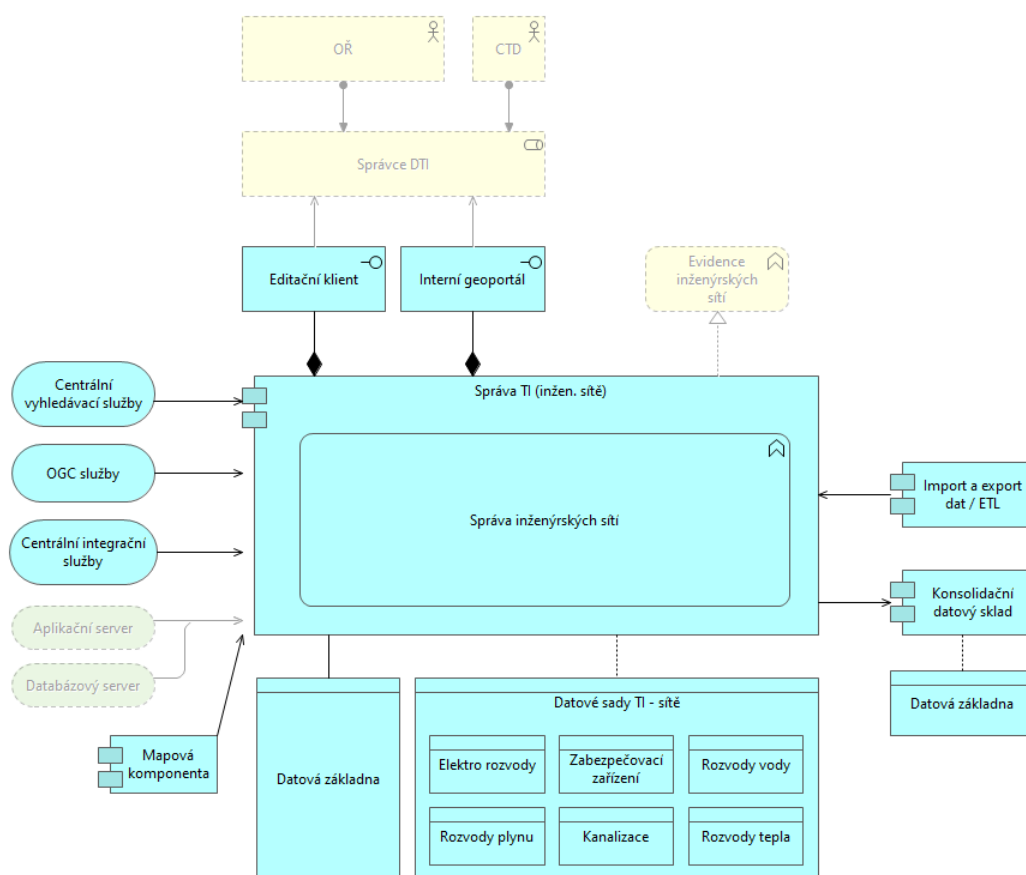 OŘ
CTD
Správce DTI
Editační klient
Interní geoportál
Evidence
inženýrských
sítí
Centrální
vyhledávací služby
Správa TI (inžen. sítě)
OGC služby
Správa inženýrských sítí
Import a export
dat / ETL
Centrální integrační
služby
Konsolidační
datový sklad
Aplikační server
Databázový server
Datová základna
Mapová
komponenta
Datová základna
Datové sady TI - sítě
Elektro rozvody
Zabezpečovací
zařízení
Rozvody vody
Rozvody plynu
Kanalizace
Rozvody tepla